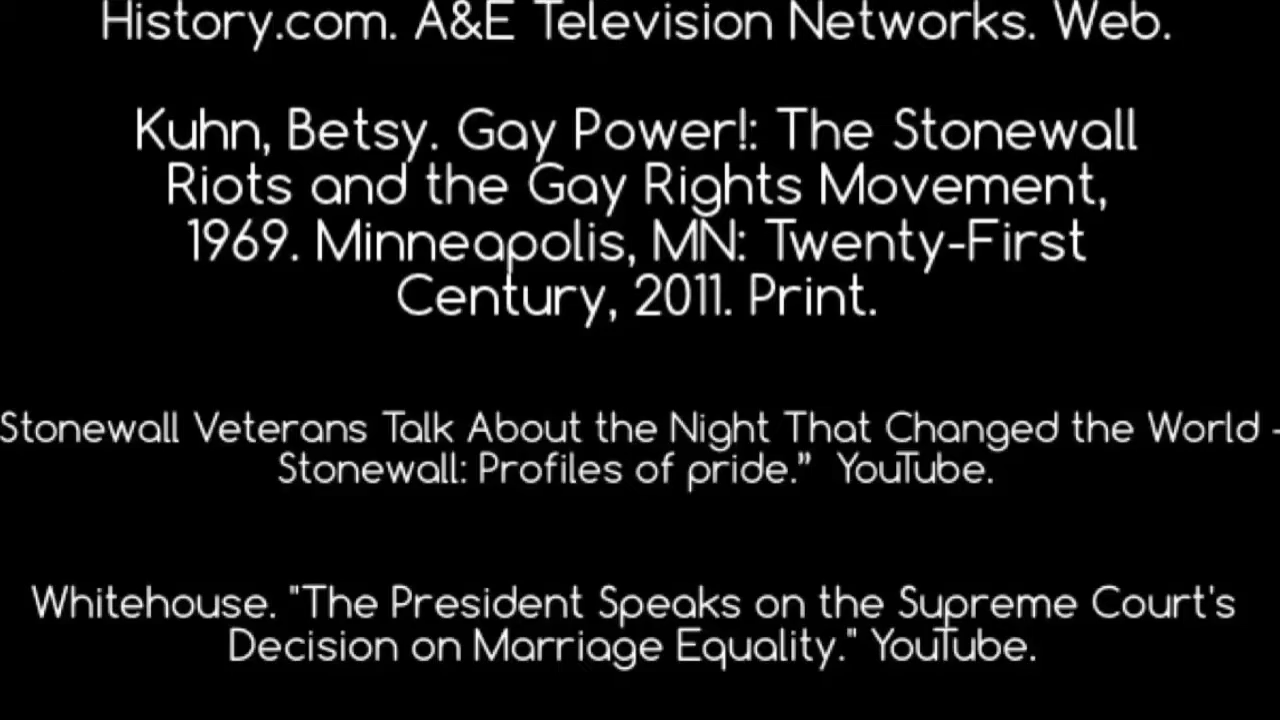 History.com. A&E Television Networks. Web.
Kuhn, Betsy. Gay Power!: The Stonewall
Riots and the Gay Rights Movement,
1969. Minneapolis, MN: Twenty-First
Century, 2011. Print.
Stonewall Veterans Talk About the Night That Changed the World -
Stonewall: Profiles of pride.” YouTube.
Whitehouse. "The President Speaks on the Supreme Court's
Decision on Marriage Equality." YouTube.